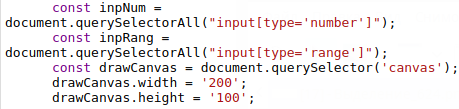 const inpNum =
document.querySelectorAll("input[type='number']");
const inpRang =
document.querySelectorAll("input[type='range']");
const drawCanvas = document.querySelector('canvas');
drawCanvas.width = '200';
drawCanvas.height = '100';